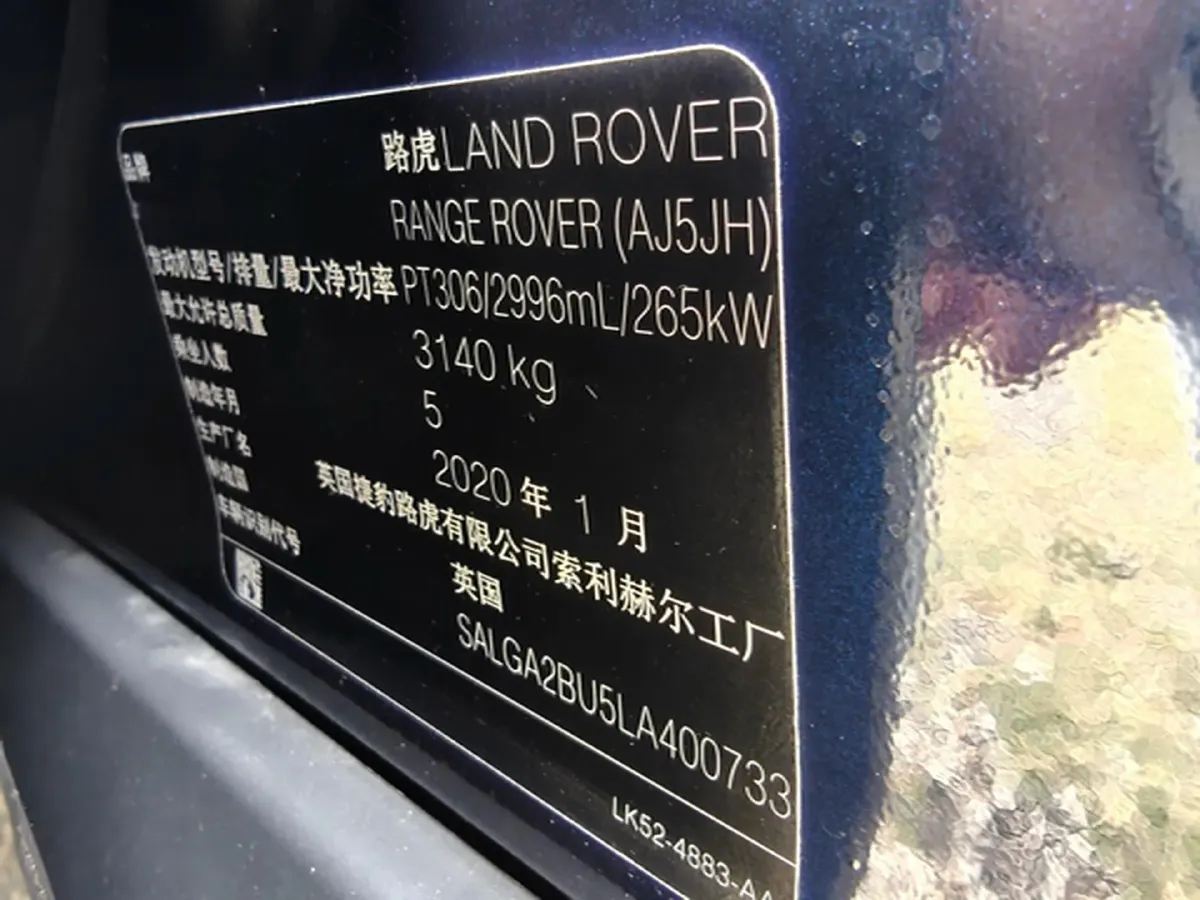 品牌 路虎LAND ROVER
RANGE ROVER (AJ5JH)
发动机型号/排量/最大净功率 PT306/2996mL/265kW
最大允许总质量 3140 kg
乘坐人数 5
制造年月 2020 年 1 月
生产厂名 英国捷豹路虎有限公司索利赫尔工厂
制造国 英国
车辆识别代号 SALGA2BU5LA400733
LK52-4883-AA